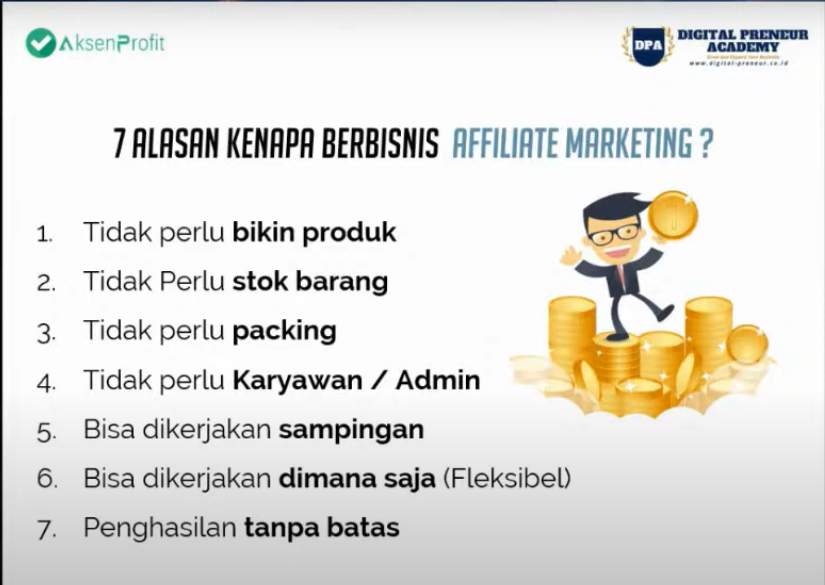 AksenProfit
DPA
DIGITAL PRENEUR
ACADEMY
www.digital-preneur.co.id
7 ALASAN KENAPA BERBISNIS AFFILIATE MARKETING ?
1. Tidak perlu bikin produk
2. Tidak Perlu stok barang
3. Tidak perlu packing
4. Tidak perlu Karyawan / Admin
5. Bisa dikerjakan sampingan
6. Bisa dikerjakan dimana saja (Fleksibel)
7. Penghasilan tanpa batas